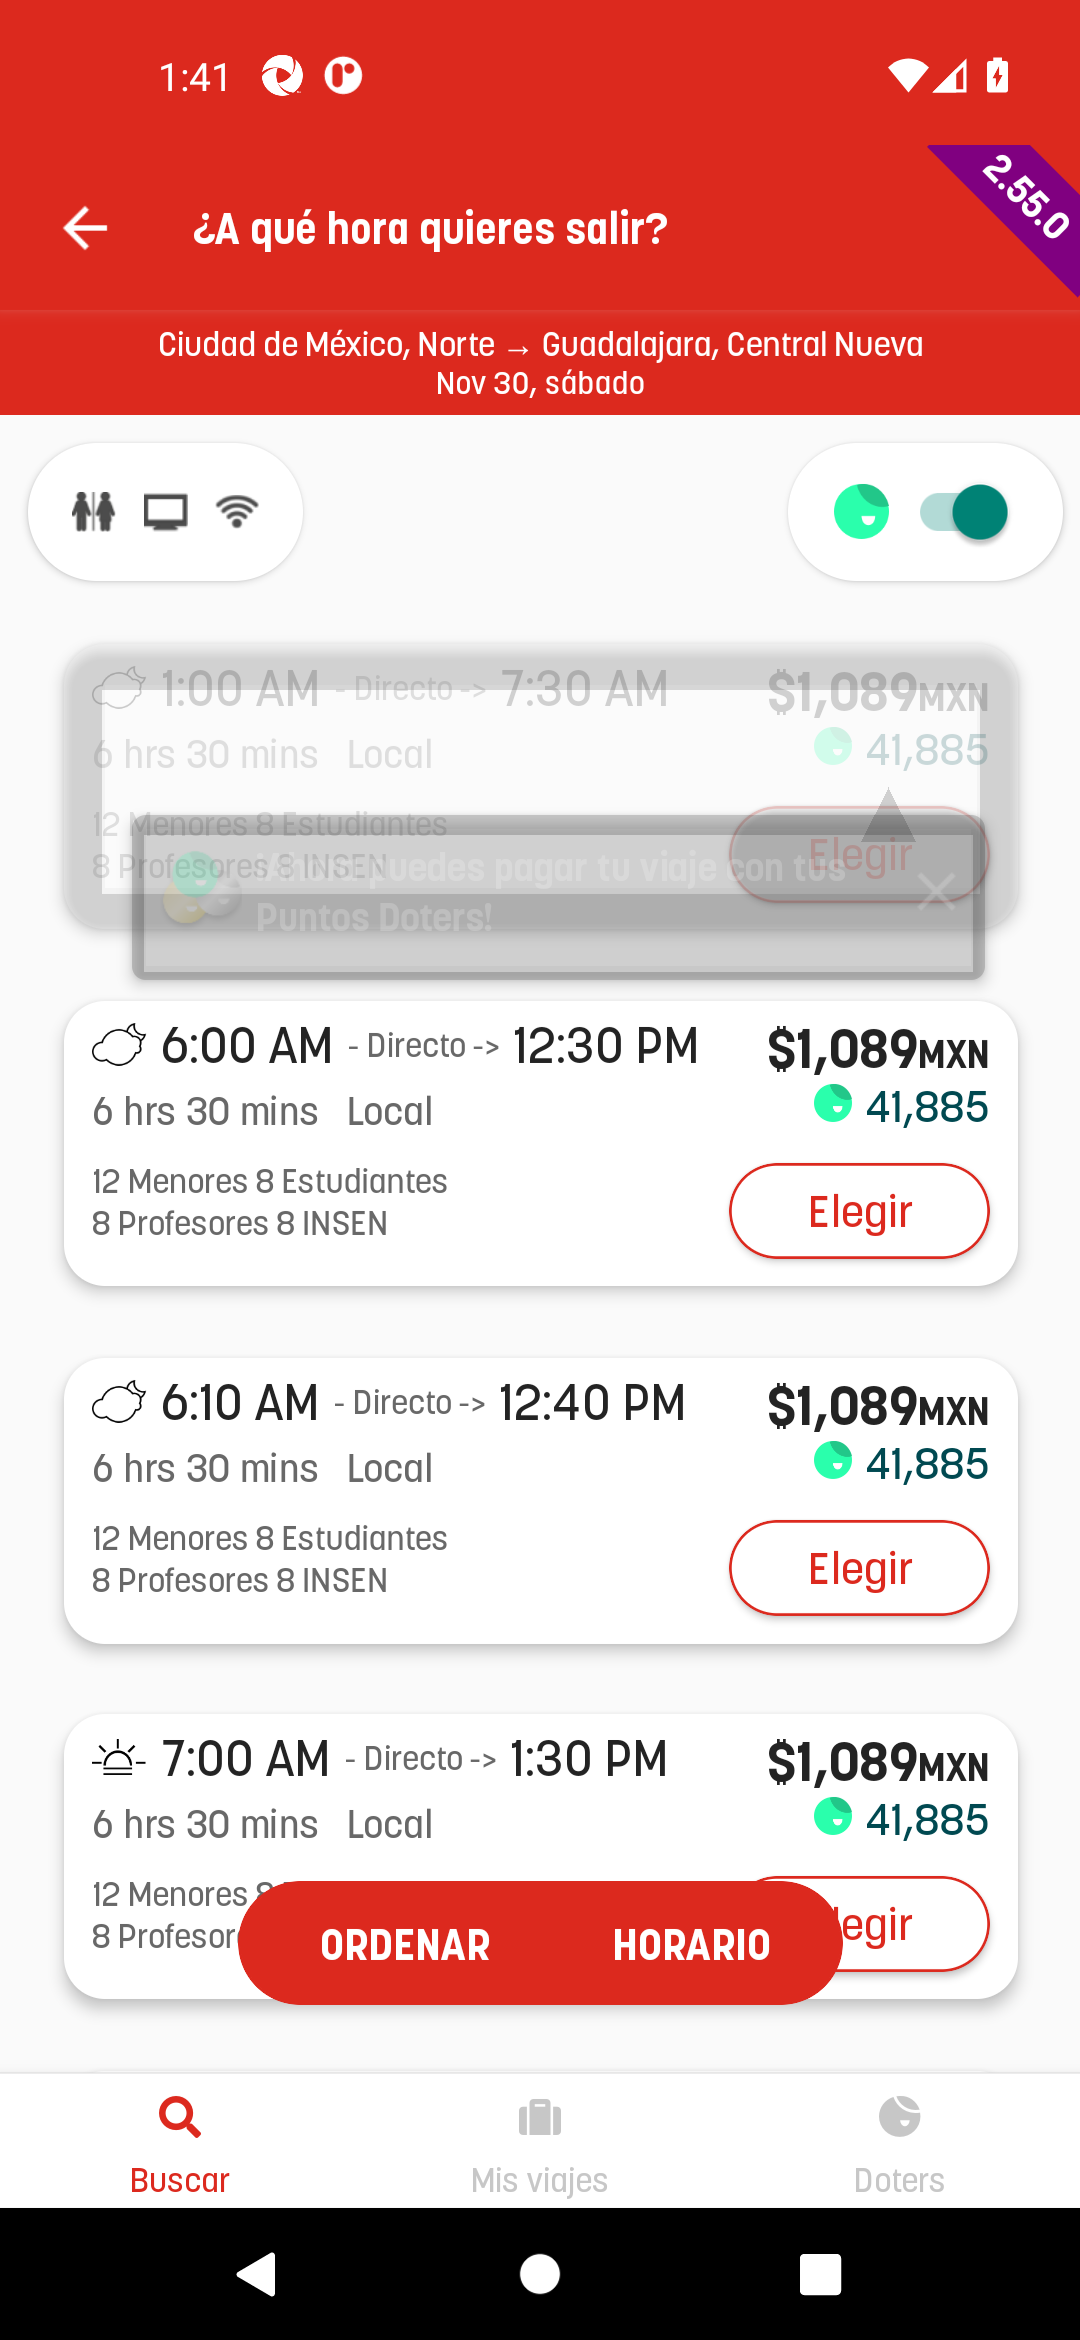 1:41
2.55.0
¿A qué hora quieres salir?
Ciudad de México, Norte → Guadalajara, Central Nueva
Nov 30, sábado
1:00 AM - Directo -> 7:30 AM $1,089MXN
6 hrs 30 mins Local 41,885
12 Menores 8 Estudiantes
8 Profesores 8 INSEN
Elegir
¡Ahora puedes pagar tu viaje con tus
Puntos Doters!
6:00 AM - Directo -> 12:30 PM $1,089MXN
6 hrs 30 mins Local 41,885
12 Menores 8 Estudiantes
8 Profesores 8 INSEN
Elegir
6:10 AM - Directo -> 12:40 PM $1,089MXN
6 hrs 30 mins Local 41,885
12 Menores 8 Estudiantes
8 Profesores 8 INSEN
Elegir
7:00 AM - Directo -> 1:30 PM $1,089MXN
6 hrs 30 mins Local 41,885
12 Menores 8
8 Profesor
legir
ORDENAR HORARIO
Buscar Mis viajes Doters